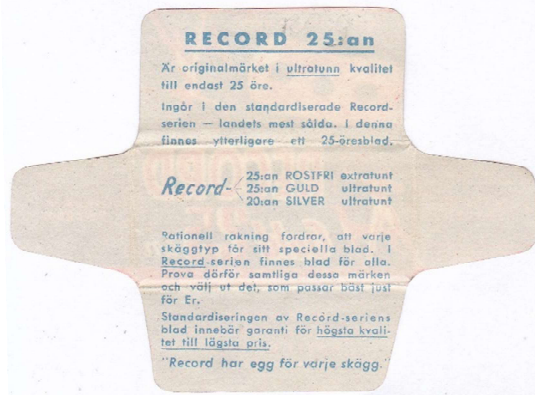 RECORD 25:an
Är originalmärket i ultratunn kvalitet
till endast 25 öre.
Ingår i den standardiserade Record-
serien — landets mest sålda. I denna
finnes ytterligare ett 25-öresblad.
Record-
25:an ROSTFRI extratunt
25:an GULD ultratunt
20:an SILVER ultratunt
Rationell rakning fordrar, att varje
skäggtyp får sitt speciella blad. I
Record-serien finnes blad för alla.
Prova därför samtliga dessa märken
och välj ut det, som passar bäst just
för Er.
Standardiseringen av Record-seriens
blad innebär garanti för högsta kvali-
tet till lägsta pris.
"Record har egg för varje skägg."